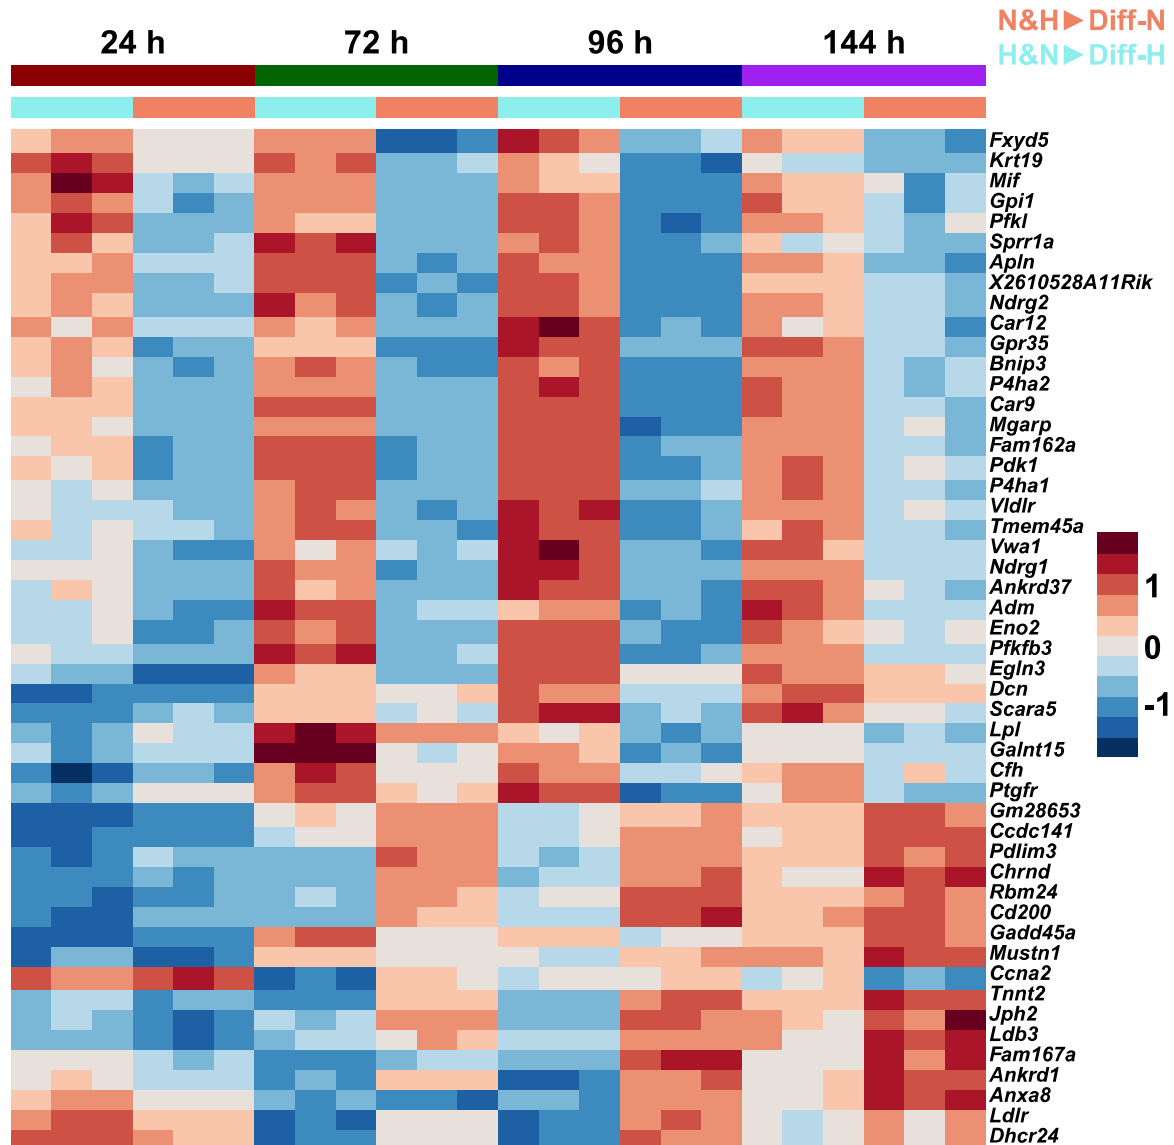 N&H►Diff-N
24 h 72 h 96 h 144 h
H&N►Diff-H
Fxyd5
Krt19
Mif
Gpi1
Pfkl
Sprr1a
Apln
X2610528A11Rik
Ndrg2
Car12
Gpr35
Bnip3
P4ha2
Car9
Mgarp
Fam162a
Pdk1
P4ha1
Vldlr
Tmem45a
Vwa1
Ndrg1
Ankrd37
Adm
Eno2
Pfkfb3
Egln3
Dcn
Scara5
Lpl
Galnt15
Cfh
Ptgfr
Gm28653
Ccdc141
Pdlim3
Chrnd
Rbm24
Cd200
Gadd45a
Mustn1
Ccna2
Tnnt2
Jph2
Ldb3
Fam167a
Ankrd1
Anxa8
Ldlr
Dhcr24
1
0
-1